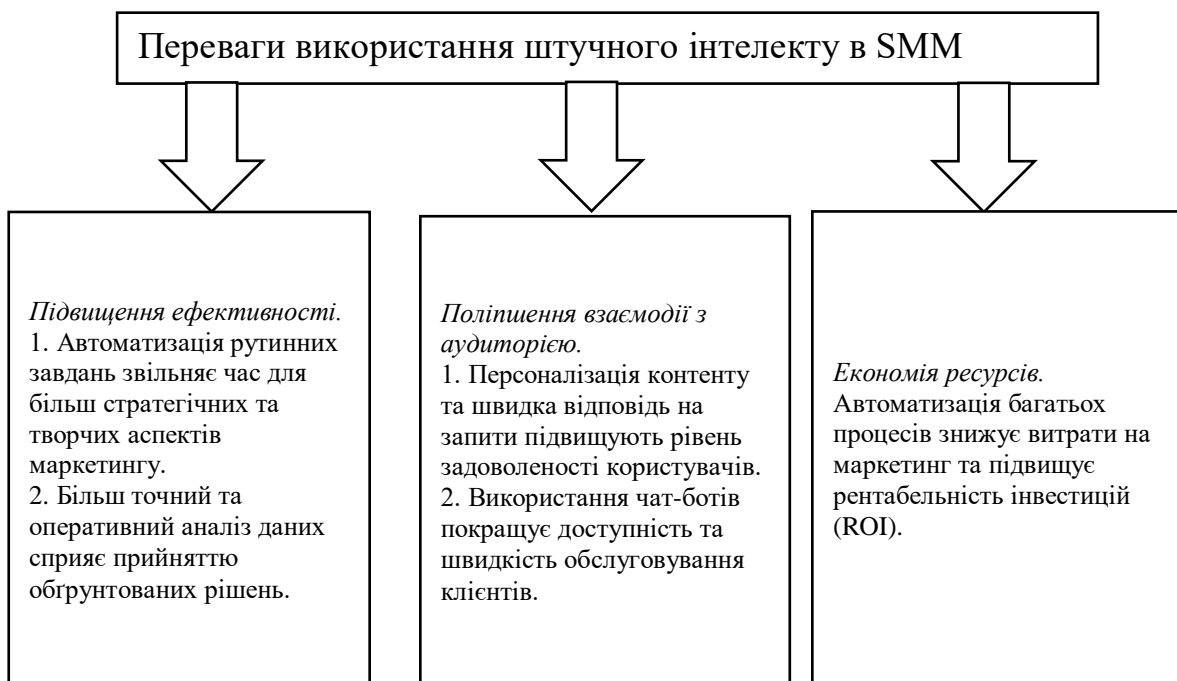 Переваги використання штучного інтелекту в SMM
Підвищення ефективності.
1. Автоматизація рутинних
завдань звільняє час для
більш стратегічних та
творчих аспектів
маркетингу.
2. Більш точний та
оперативний аналіз даних
сприяє прийняттю
обґрунтованих рішень.
Поліпшення взаємодії з
аудиторією.
1. Персоналізація контенту
та швидка відповідь на
запити підвищують рівень
задоволеності користувачів.
2. Використання чат-ботів
покращує доступність та
швидкість обслуговування
клієнтів.
Економія ресурсів.
Автоматизація багатьох
процесів знижує витрати на
маркетинг та підвищує
рентабельність інвестицій
(ROI).